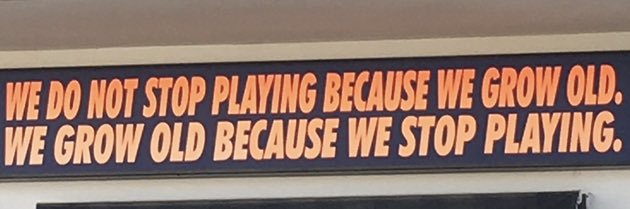 WE DO NOT STOP PLAYING BECAUSE WE GROW OLD.
WE GROW OLD BECAUSE WE STOP PLAYING.